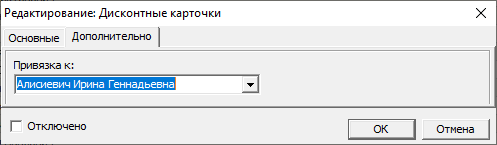 Редактирование: Дисконтные карточки
Основные Дополнительно
Привязка к:
Алисиевич Ирина Геннадьевна
Отключено
OK Отмена